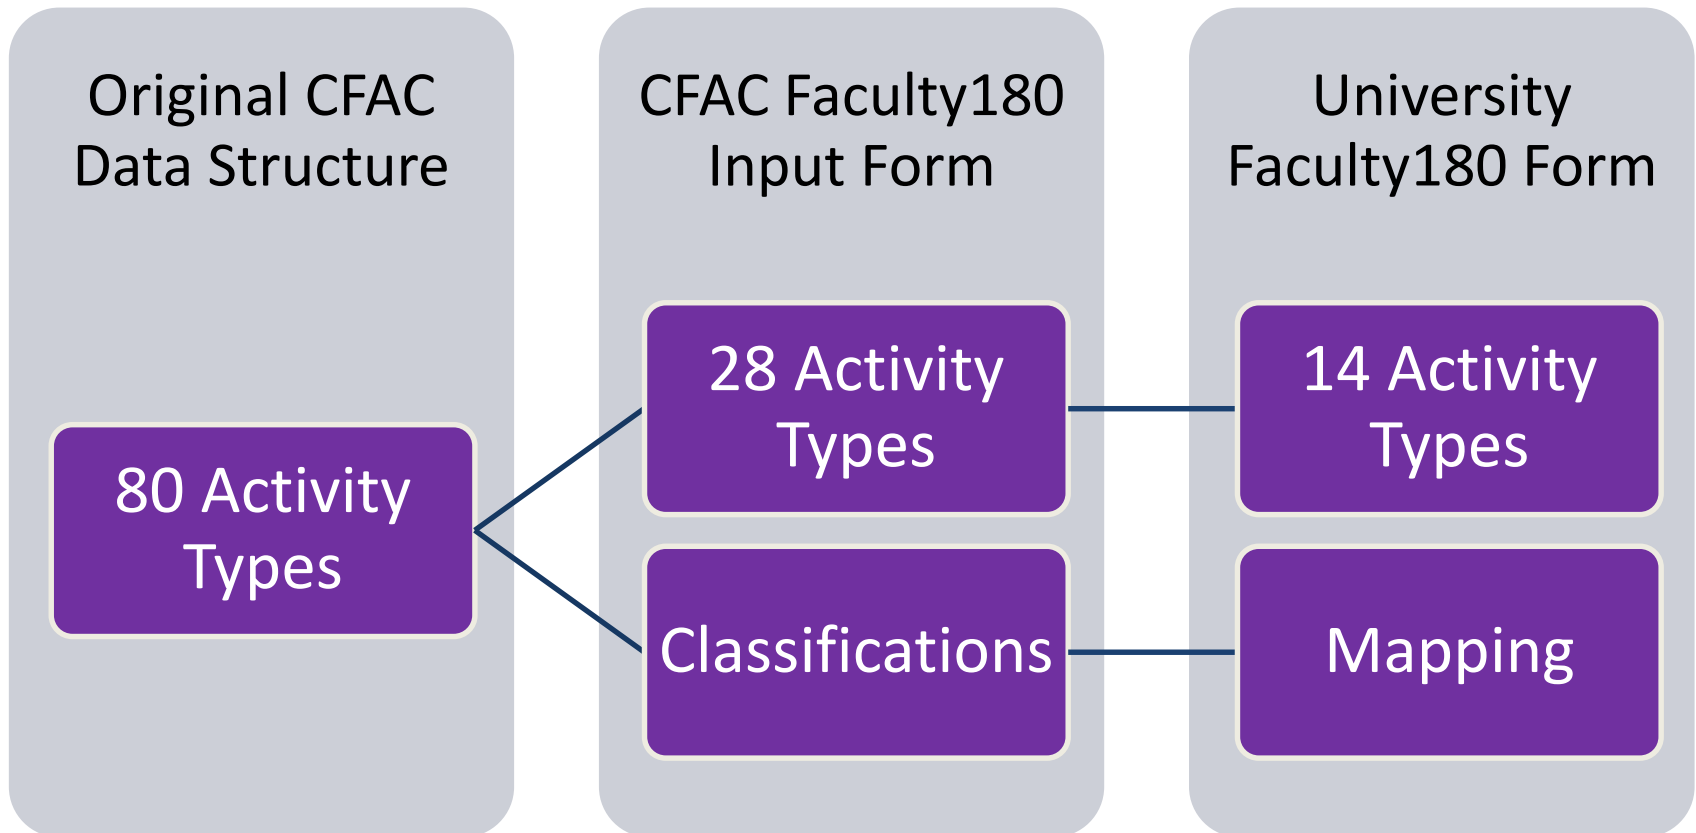 Original CFAC
Data Structure
80 Activity
Types
CFAC Faculty180
Input Form
28 Activity
Types
Classifications
University
Faculty180 Form
14 Activity
Types
Mapping